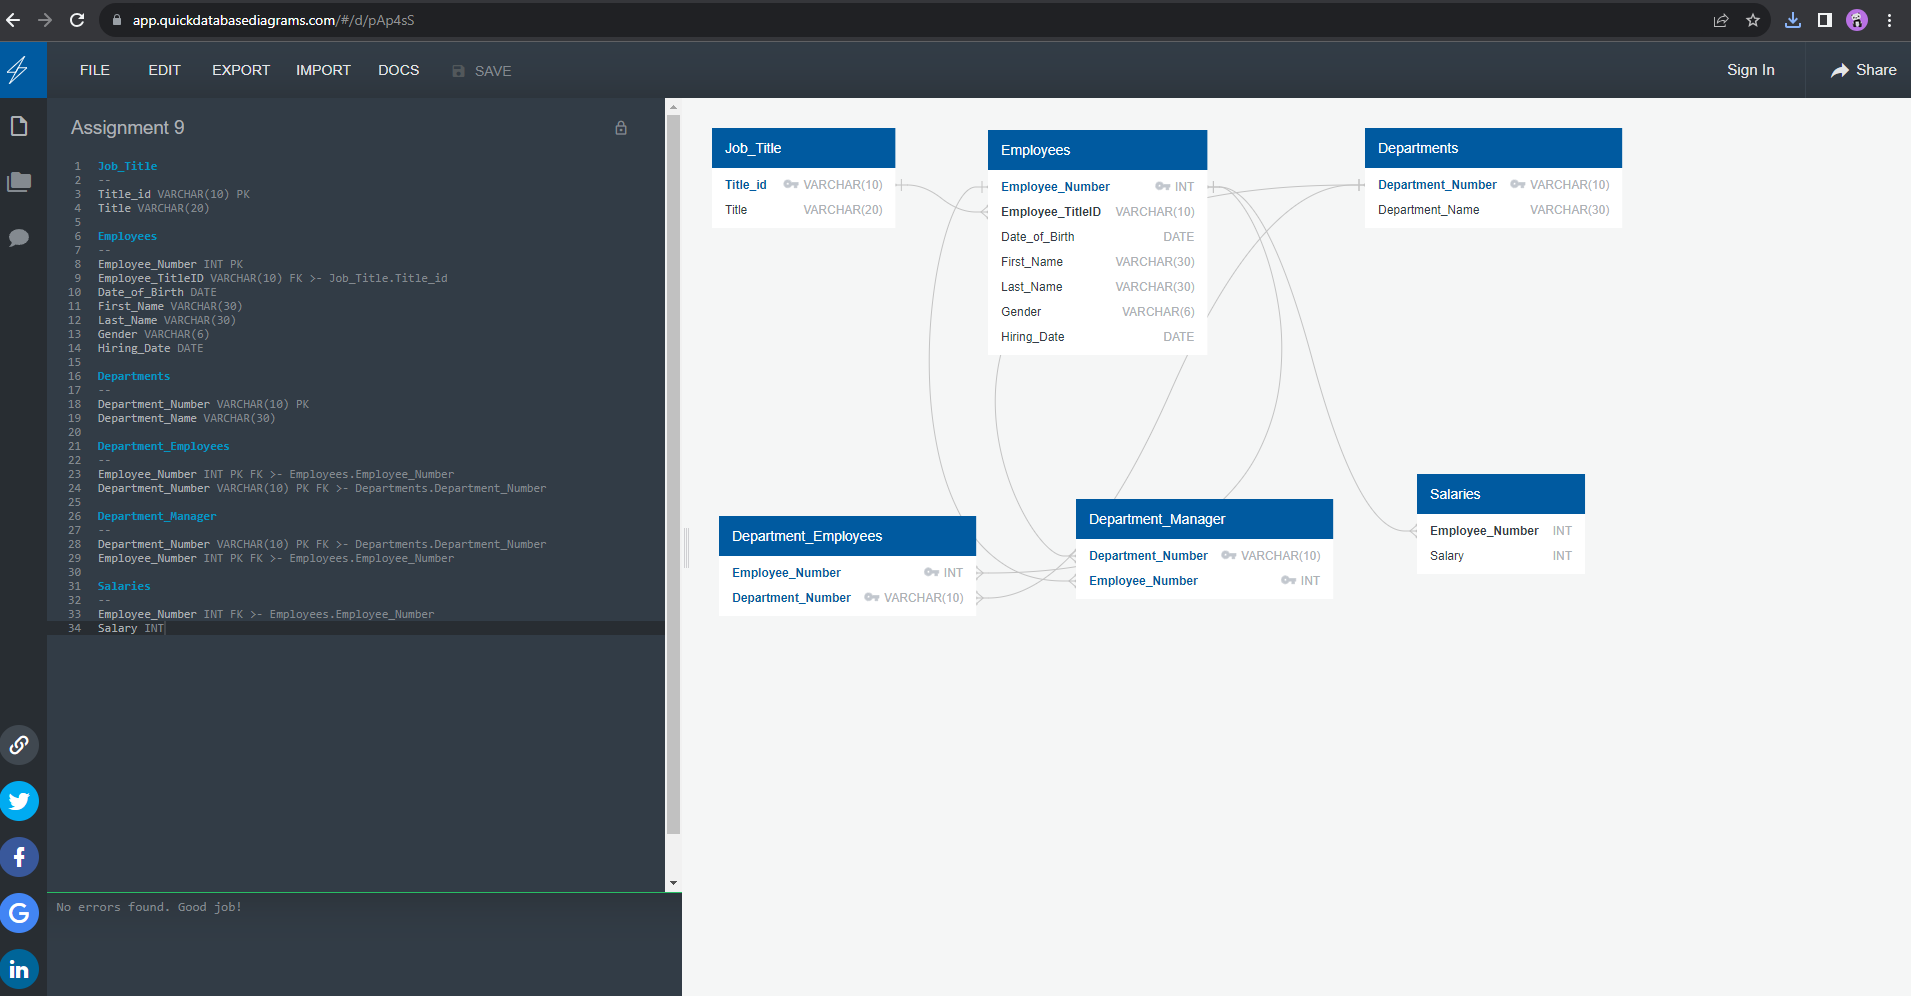 app.quickdatabasediagrams.com/#/d/pAp4sS
FILE EDIT EXPORT IMPORT DOCS SAVE Sign In Share
Assignment 9
1 Job_Title
2 --
3 Title_id VARCHAR(10) PK
4 Title VARCHAR(20)
5
6 Employees
7 --
8 Employee_Number INT PK
9 Employee_TitleID VARCHAR(10) FK >- Job_Title.Title_id
10 Date_of_Birth DATE
11 First_Name VARCHAR(30)
12 Last_Name VARCHAR(30)
13 Gender VARCHAR(6)
14 Hiring_Date DATE
15
16 Departments
17 --
18 Department_Number VARCHAR(10) PK
19 Department_Name VARCHAR(30)
20
21 Department_Employees
22 --
23 Employee_Number INT PK FK >- Employees.Employee_Number
24 Department_Number VARCHAR(10) PK FK >- Departments.Department_Number
25
26 Department_Manager
27 --
28 Department_Number VARCHAR(10) PK FK >- Departments.Department_Number
29 Employee_Number INT PK FK >- Employees.Employee_Number
30
31 Salaries
32 --
33 Employee_Number INT FK >- Employees.Employee_Number
34 Salary INT
No errors found. Good job!
Job_Title
Title_id VARCHAR(10)
Title VARCHAR(20)
Employees
Employee_Number INT
Employee_TitleID VARCHAR(10)
Date_of_Birth DATE
First_Name VARCHAR(30)
Last_Name VARCHAR(30)
Gender VARCHAR(6)
Hiring_Date DATE
Departments
Department_Number VARCHAR(10)
Department_Name VARCHAR(30)
Department_Employees
Employee_Number INT
Department_Number VARCHAR(10)
Department_Manager
Department_Number VARCHAR(10)
Employee_Number INT
Salaries
Employee_Number INT
Salary INT